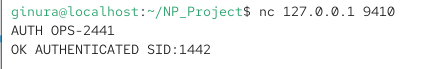 ginura@localhost:~/NP_Project$ nc 127.0.0.1 9410
AUTH OPS-2441
OK AUTHENTICATED SID:1442